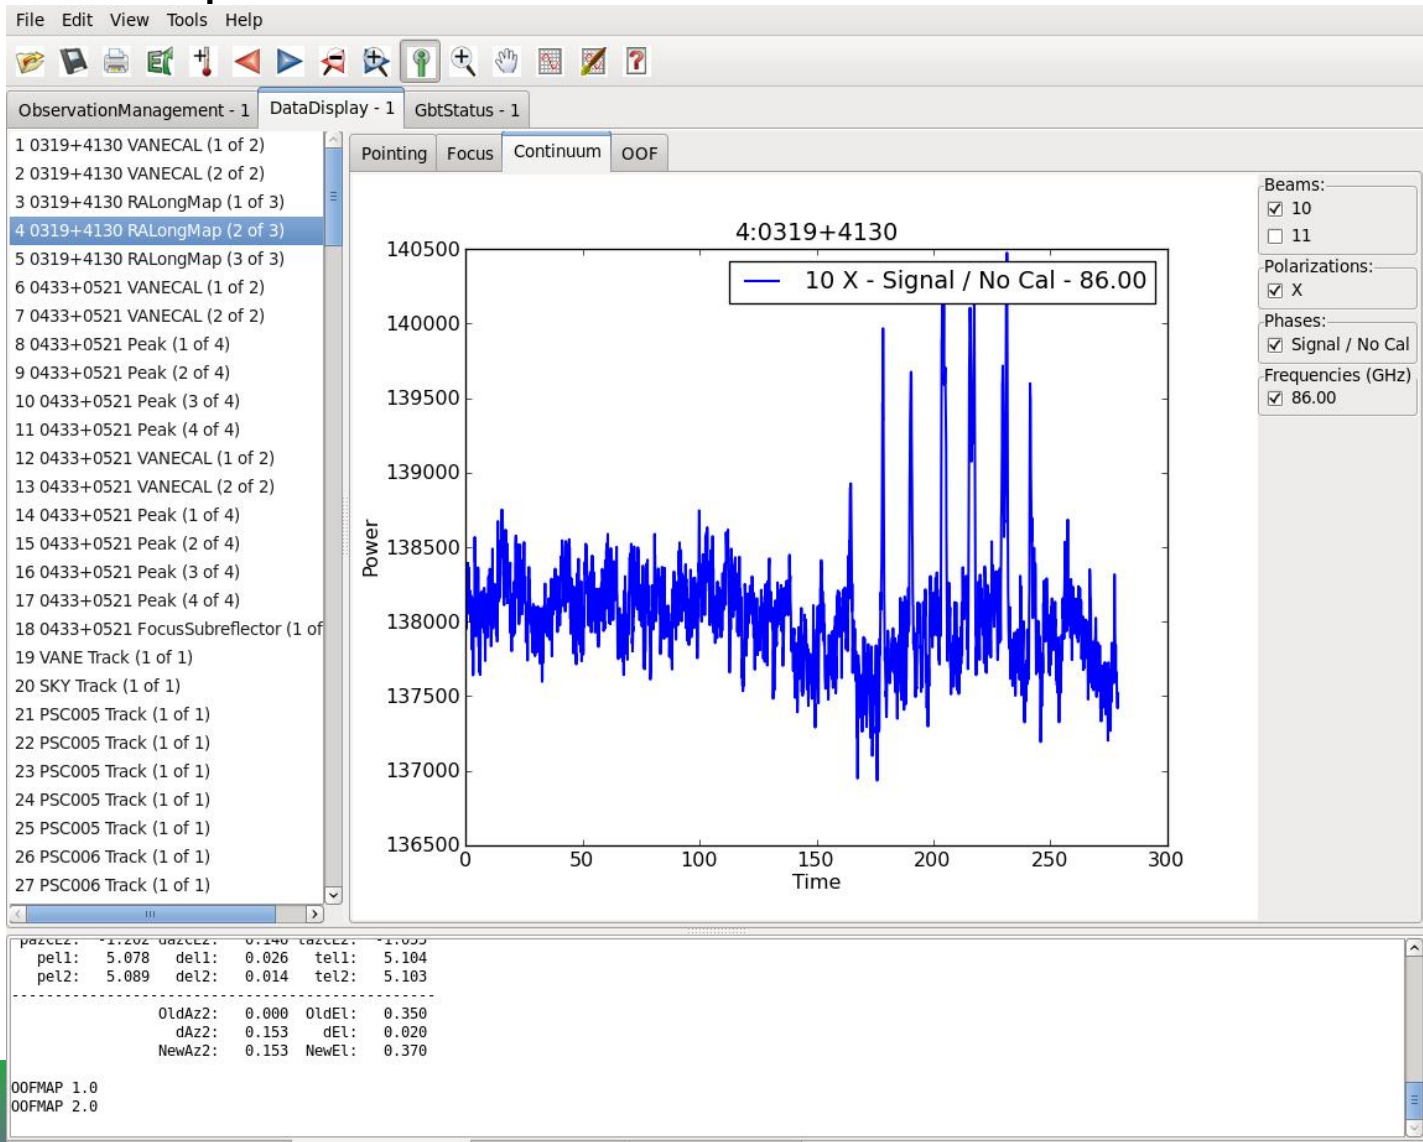 File Edit View Tools Help
ObservationManagement - 1 DataDisplay - 1 GbtStatus - 1
1 0319+4130 VANECAL (1 of 2)
2 0319+4130 VANECAL (2 of 2)
3 0319+4130 RALongMap (1 of 3)
4 0319+4130 RALongMap (2 of 3)
5 0319+4130 RALongMap (3 of 3)
6 0433+0521 VANECAL (1 of 2)
7 0433+0521 VANECAL (2 of 2)
8 0433+0521 Peak (1 of 4)
9 0433+0521 Peak (2 of 4)
10 0433+0521 Peak (3 of 4)
11 0433+0521 Peak (4 of 4)
12 0433+0521 VANECAL (1 of 2)
13 0433+0521 VANECAL (2 of 2)
14 0433+0521 Peak (1 of 4)
15 0433+0521 Peak (2 of 4)
16 0433+0521 Peak (3 of 4)
17 0433+0521 Peak (4 of 4)
18 0433+0521 FocusSubreflector (1 of
19 VANE Track (1 of 1)
20 SKY Track (1 of 1)
21 PSC005 Track (1 of 1)
22 PSC005 Track (1 of 1)
23 PSC005 Track (1 of 1)
24 PSC005 Track (1 of 1)
25 PSC005 Track (1 of 1)
26 PSC006 Track (1 of 1)
27 PSC006 Track (1 of 1)
Pointing Focus Continuum OOF
4:0319+4130
10 X - Signal / No Cal - 86.00
140500
140000
139500
139000
138500
138000
137500
137000
136500
Power
0 50 100 150 200 250 300
Time
Beams:
10
11
Polarizations:
X
Phases:
Signal / No Cal
Frequencies (GHz)
86.00
pel1: 5.078 del1: 0.026 tel1: 5.104
pel2: 5.089 del2: 0.014 tel2: 5.103
OldAz2: 0.000 OldEl: 0.350
dAz2: 0.153 dEl: 0.020
NewAz2: 0.153 NewEl: 0.370
OOFMAP 1.0
OOFMAP 2.0